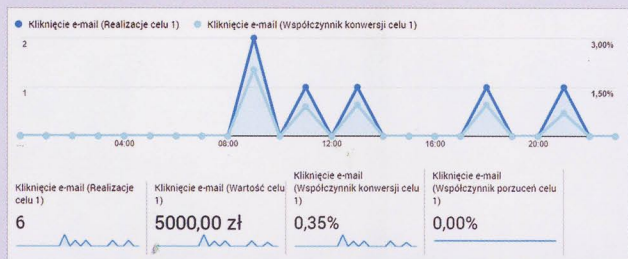 Kliknięcie e-mail (Realizacje celu 1) Kliknięcie e-mail (Współczynnik konwersji celu 1)
2 3,00%
1 1,50%
... 04:00 08:00 12:00 16:00 20:00
Kliknięcie e-mail (Realizacje
celu 1)
6
Kliknięcie e-mail (Wartość celu
1)
5000,00 zł
Kliknięcie e-mail
(Współczynnik konwersji celu
1)
0,35%
Kliknięcie e-mail
(Współczynnik porzuceń celu
1)
0,00%